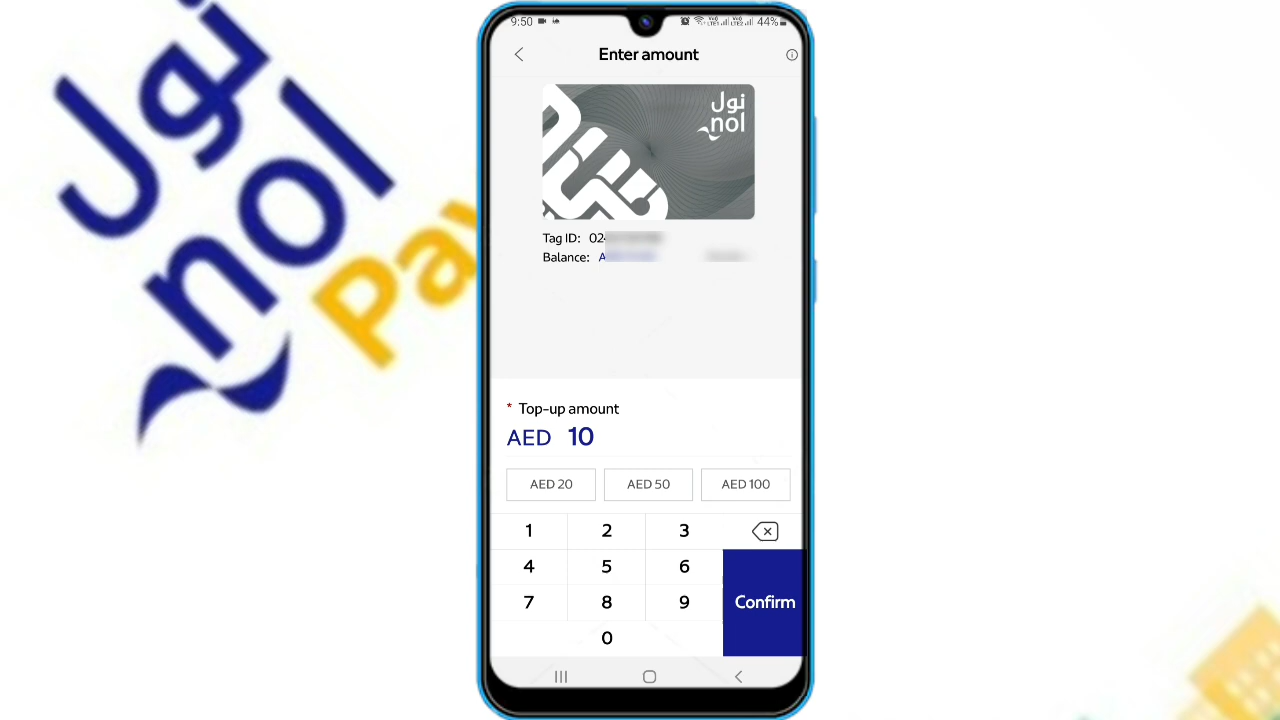 نول
nol
Pay
9:50 44%
Enter amount
نول
nol
Tag ID: 02
Balance: A
* Top-up amount
AED 10
AED 20 AED 50 AED 100
1 2 3
4 5 6
7 8 9 Confirm
0